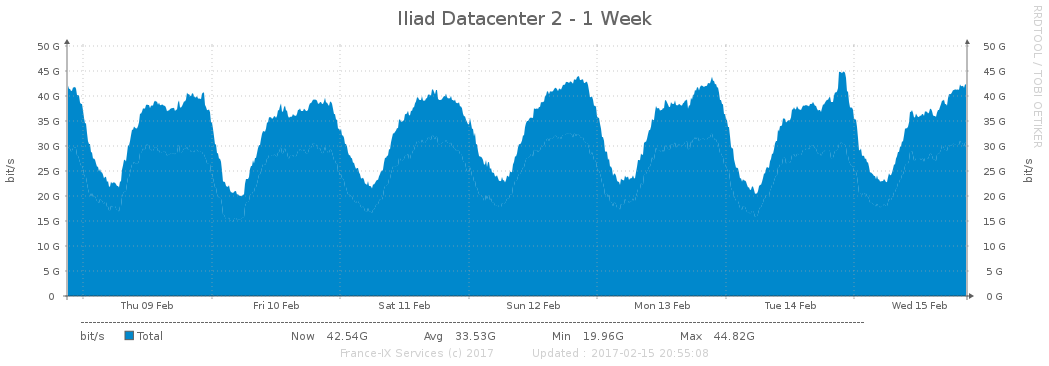 Iliad Datacenter 2 - 1 Week
RRDTOOL / TOBI OETIKER
50 G 50 G
45 G 45 G
40 G 40 G
35 G 35 G
30 G 30 G
25 G 25 G
20 G 20 G
15 G 15 G
10 G 10 G
5 G 5 G
0 0 G
bit/s bit/s
Thu 09 Feb Fri 10 Feb Sat 11 Feb Sun 12 Feb Mon 13 Feb Tue 14 Feb Wed 15 Feb
bit/s Total Now 42.54G Avg 33.53G Min 19.96G Max 44.82G
France-IX Services (c) 2017 Updated : 2017-02-15 20:55:08